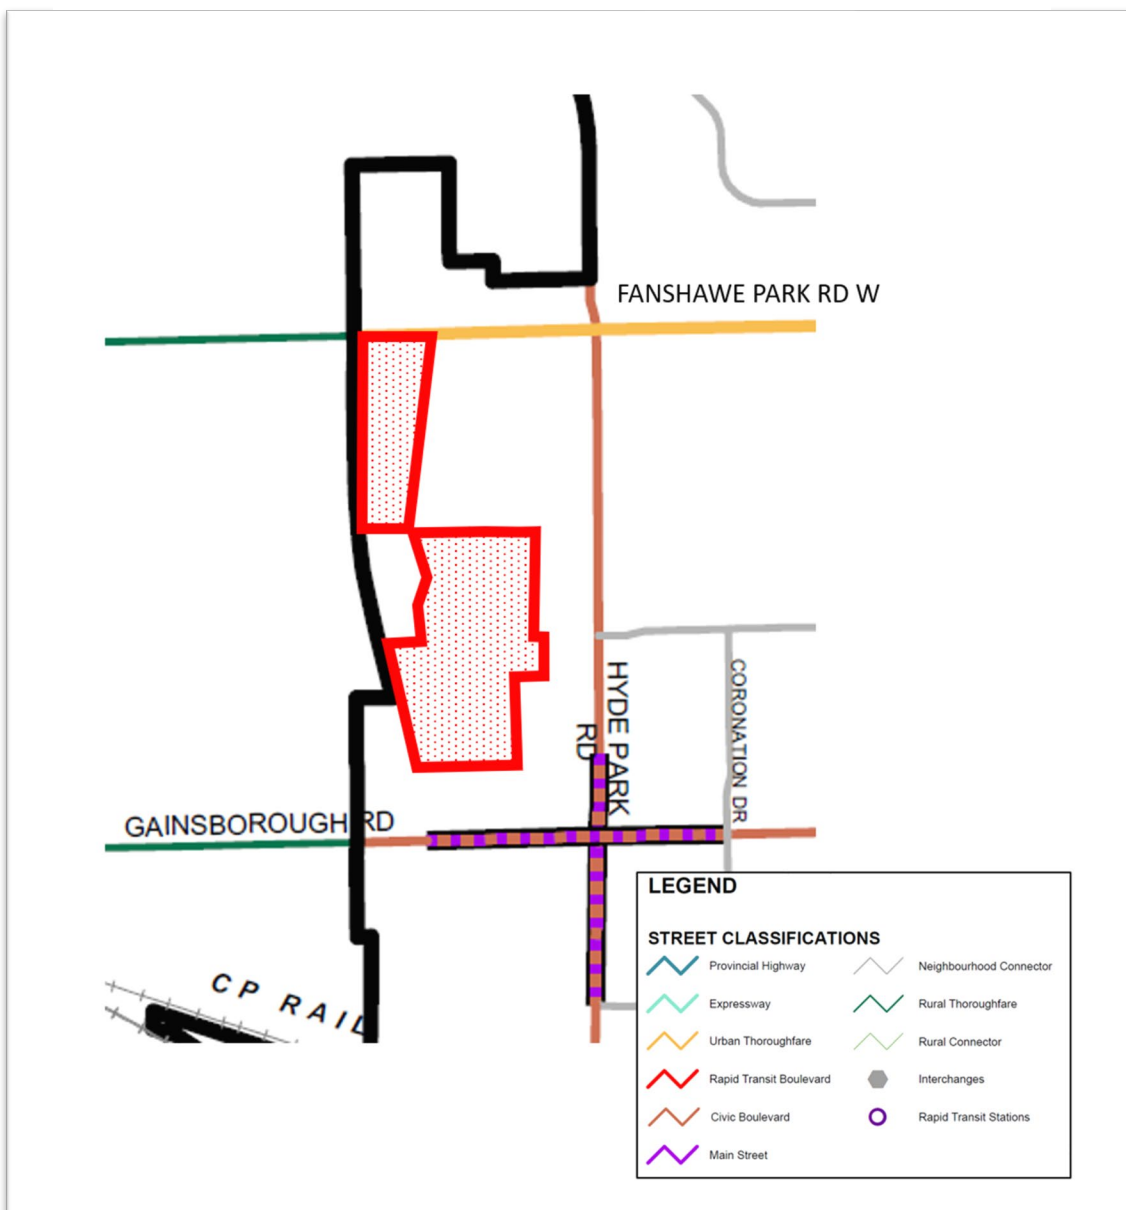 FANSHAWE PARK RD W
HYDE PARK
RD
CORONATION DR
GAINSBOROUGH RD
CP RAIL
LEGEND
STREET CLASSIFICATIONS
Provincial Highway
Expressway
Urban Thoroughfare
Rapid Transit Boulevard
Civic Boulevard
Main Street
Neighbourhood Connector
Rural Thoroughfare
Rural Connector
Interchanges
Rapid Transit Stations